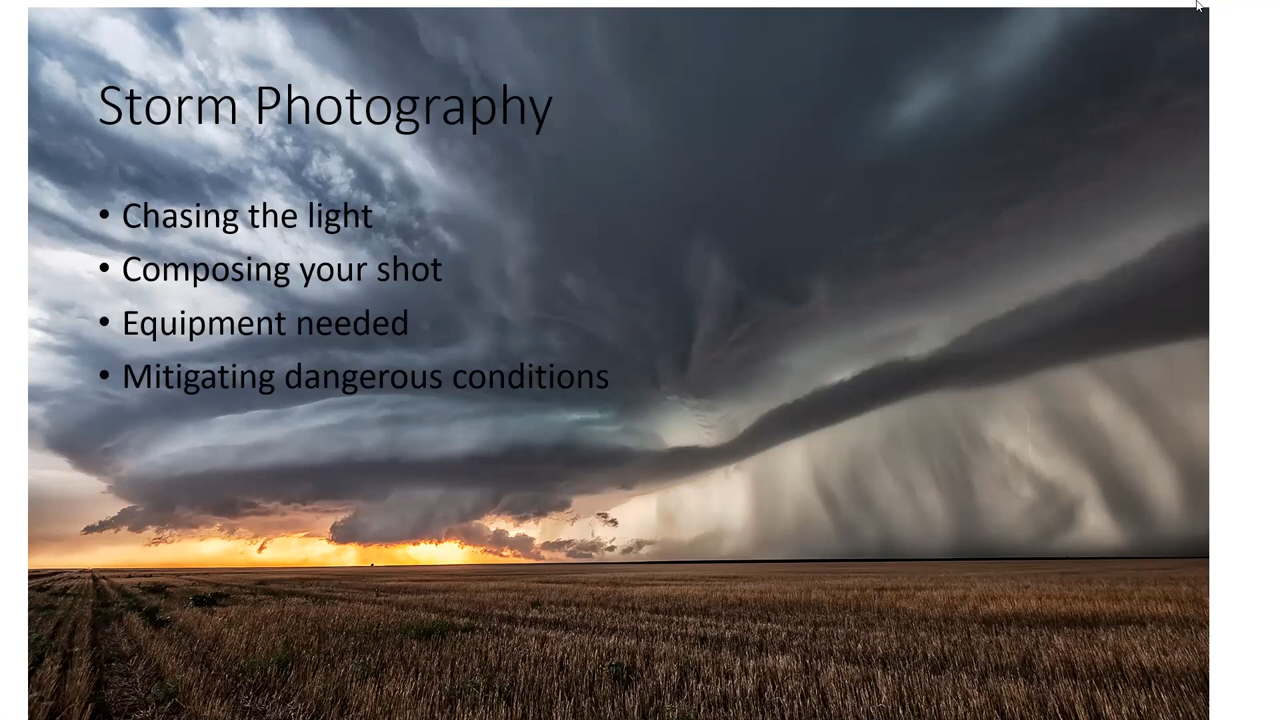 Storm Photography
• Chasing the light
• Composing your shot
• Equipment needed
• Mitigating dangerous conditions